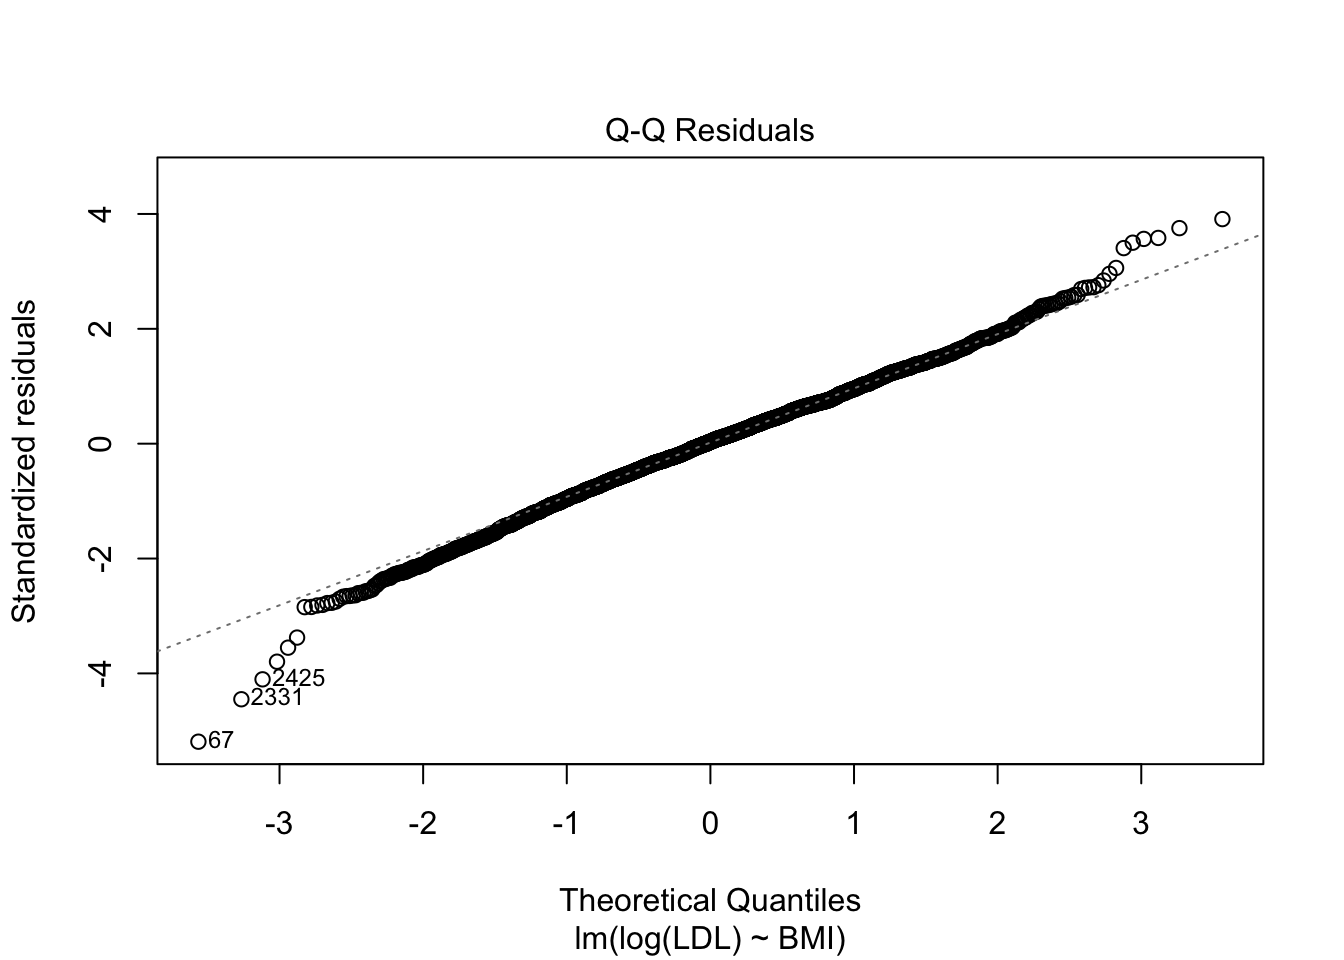 Q-Q Residuals
Standardized residuals
4
2
0
-2
-4
2425
2331
67
-3 -2 -1 0 1 2 3
Theoretical Quantiles
lm(log(LDL) ~ BMI)